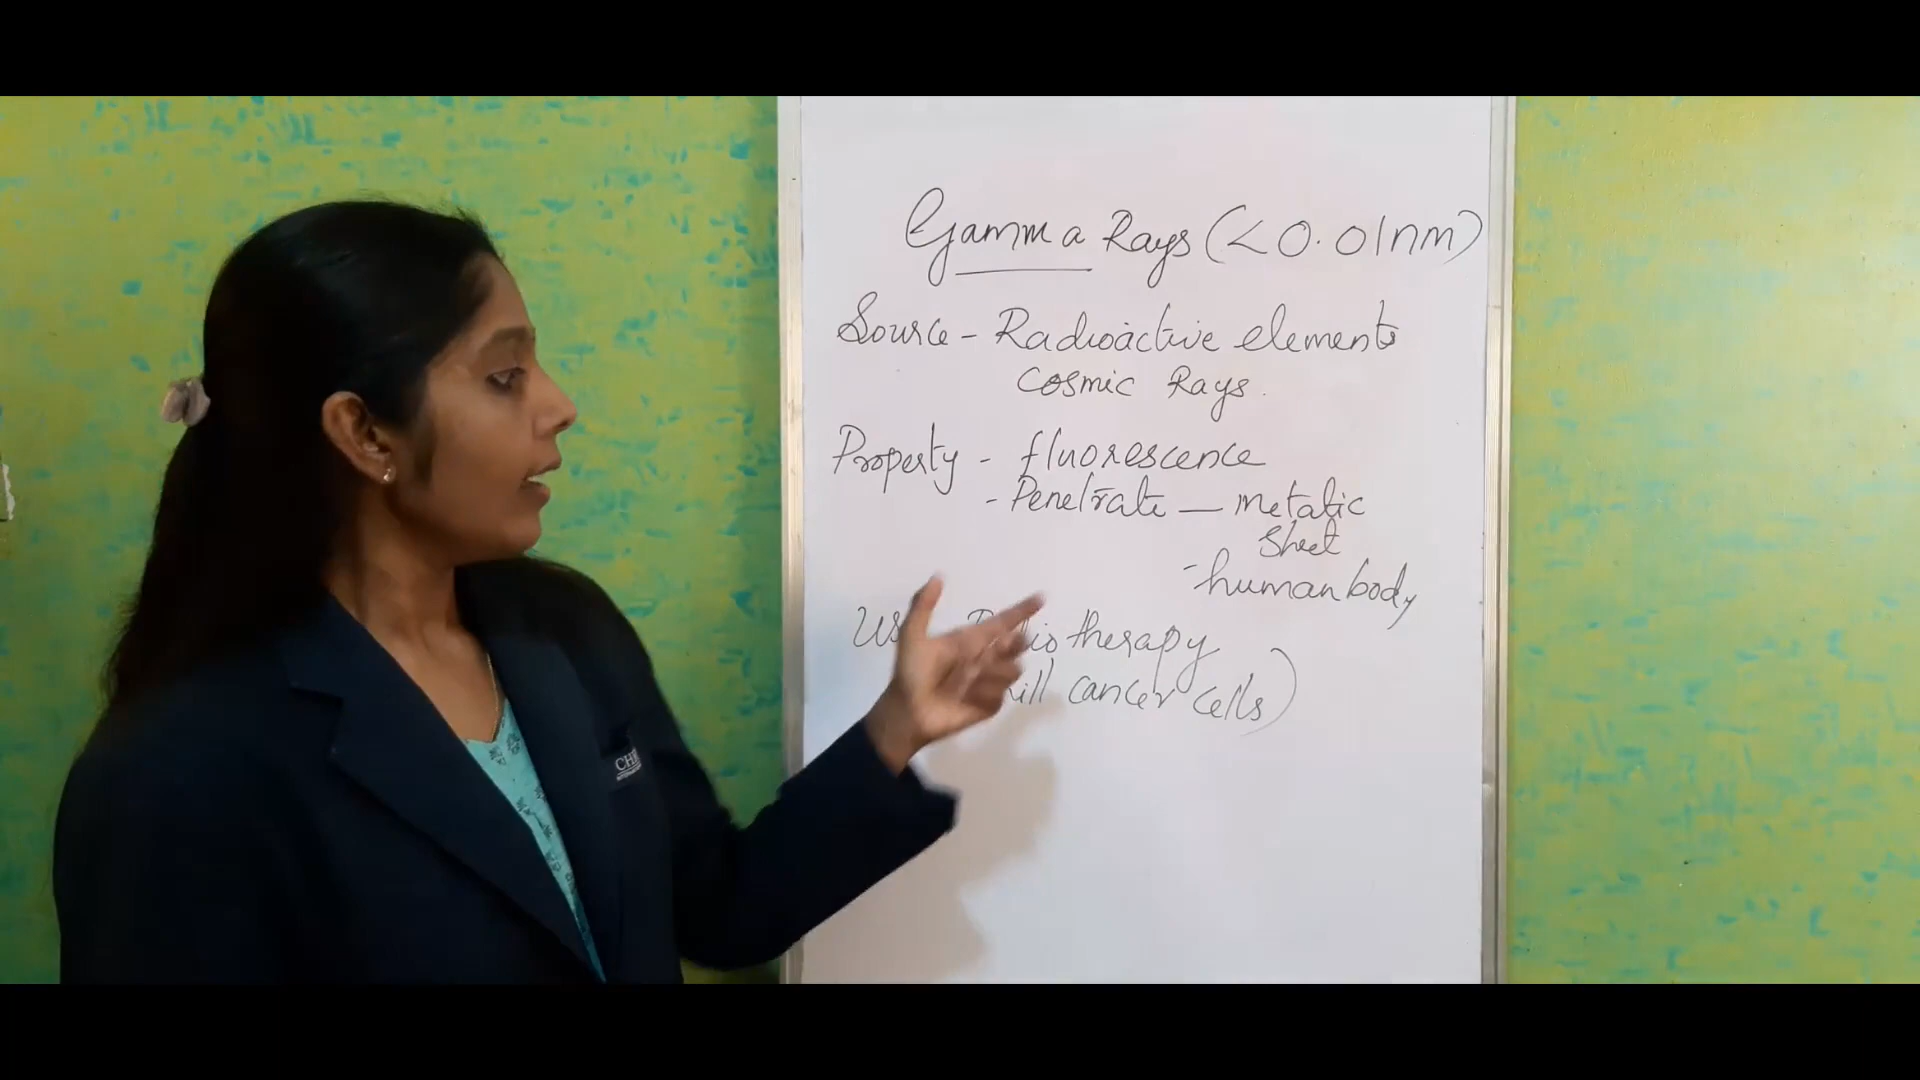 Gamma Rays (< 0.01nm)
Source - Radioactive elements
Cosmic Rays.
Property - fluorescence
- Penetrate — metalic
sheet
- human body
therapy
cancer cells)